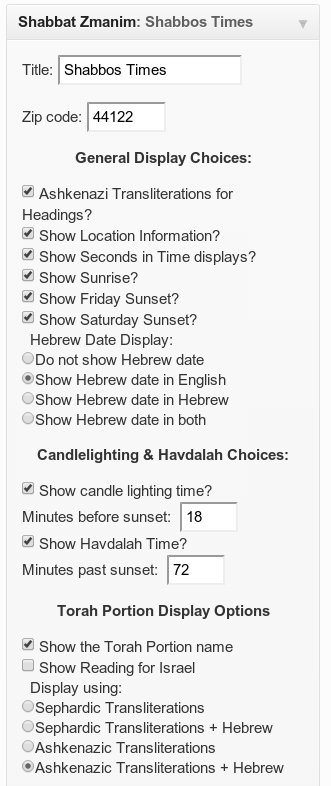 Shabbat Zmanim: Shabbos Times
Title: Shabbos Times
Zip code: 44122
General Display Choices:
Ashkenazi Transliterations for
Headings?
Show Location Information?
Show Seconds in Time displays?
Show Sunrise?
Show Friday Sunset?
Show Saturday Sunset?
Hebrew Date Display:
Do not show Hebrew date
Show Hebrew date in English
Show Hebrew date in Hebrew
Show Hebrew date in both
Candlelighting & Havdalah Choices:
Show candle lighting time?
Minutes before sunset: 18
Show Havdalah Time?
Minutes past sunset: 72
Torah Portion Display Options
Show the Torah Portion name
Show Reading for Israel
Display using:
Sephardic Transliterations
Sephardic Transliterations + Hebrew
Ashkenazic Transliterations
Ashkenazic Transliterations + Hebrew